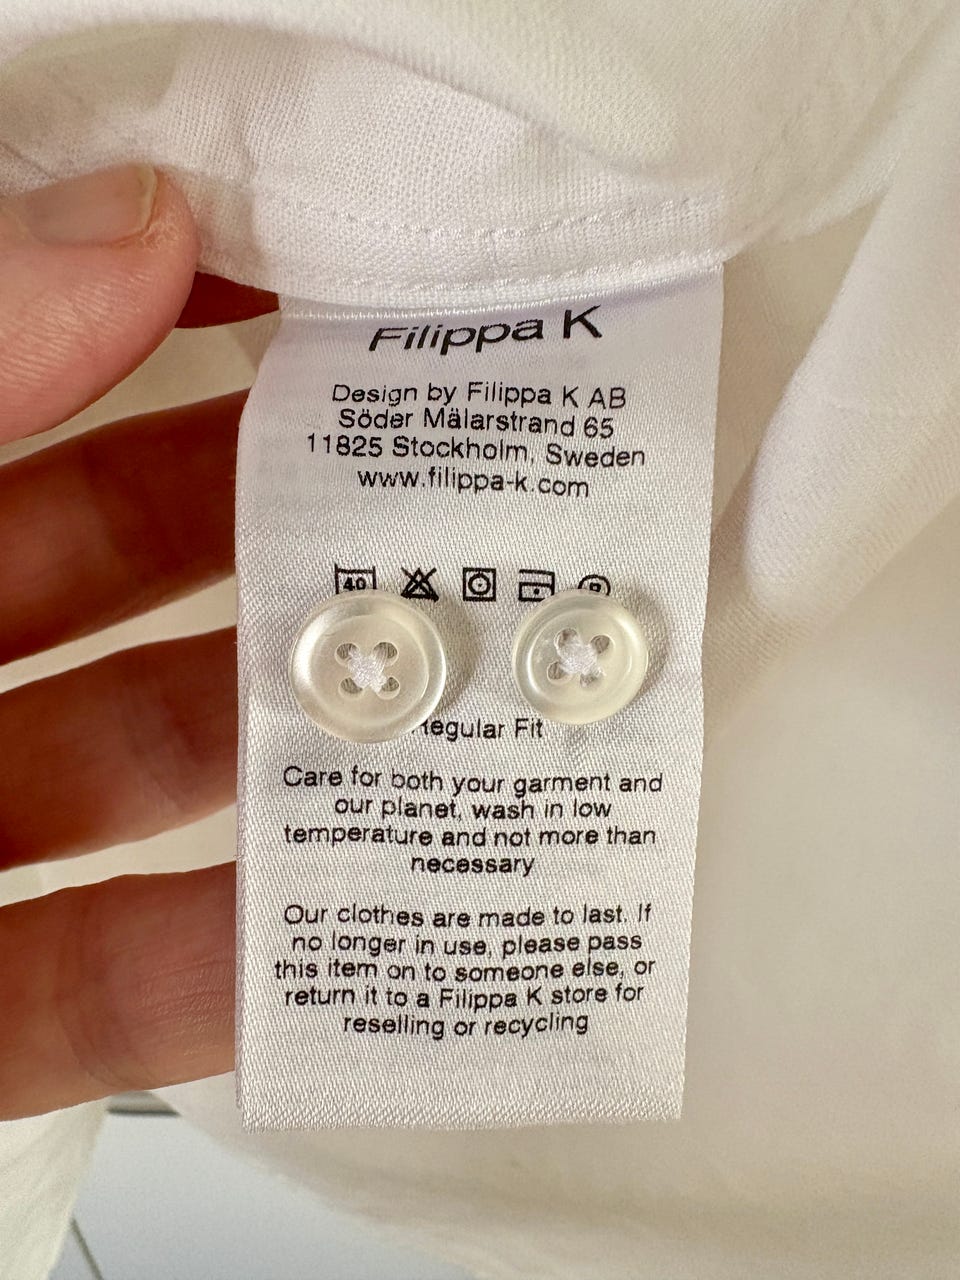 Filippa K
Design by Filippa K AB
Söder Mälarstrand 65
11825 Stockholm, Sweden
www.filippa-k.com
40 P
Regular Fit
Care for both your garment and
our planet, wash in low
temperature and not more than
necessary
Our clothes are made to last. If
no longer in use, please pass
this item on to someone else, or
return it to a Filippa K store for
reselling or recycling